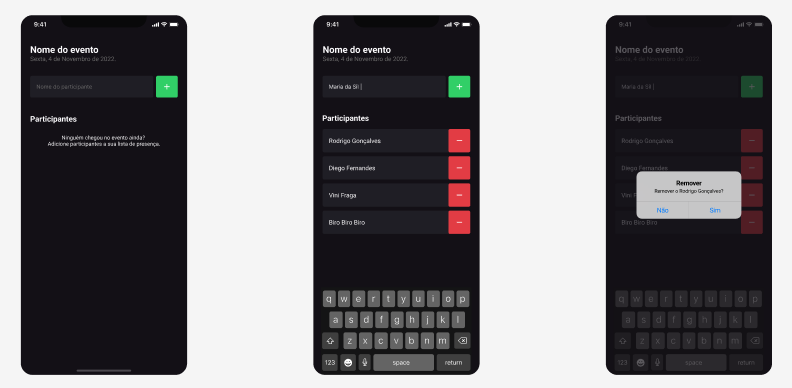 9:41
Nome do evento
Sexta, 4 de Novembro de 2022.
Nome do participante
+
Participantes
Ninguém chegou no evento ainda?
Adicione participantes a sua lista de presença.
9:41
Nome do evento
Sexta, 4 de Novembro de 2022.
Maria da Sil|
+
Participantes
Rodrigo Gonçalves
Diego Fernandes
Vini Fraga
Biro Biro Biro
q w e r t y u i o p
a s d f g h j k l
z x c v b n m
123 space return
9:41
Nome do evento
Sexta, 4 de Novembro de 2022.
Maria da Sil|
+
Participantes
Rodrigo Gonçalves
Diego Fernandes
Remover
Remover o Rodrigo Gonçalves?
Vini F
Não Sim
Biro Biro Biro
q w e r t y u i o p
a s d f g h j k l
z x c v b n m
123 space return